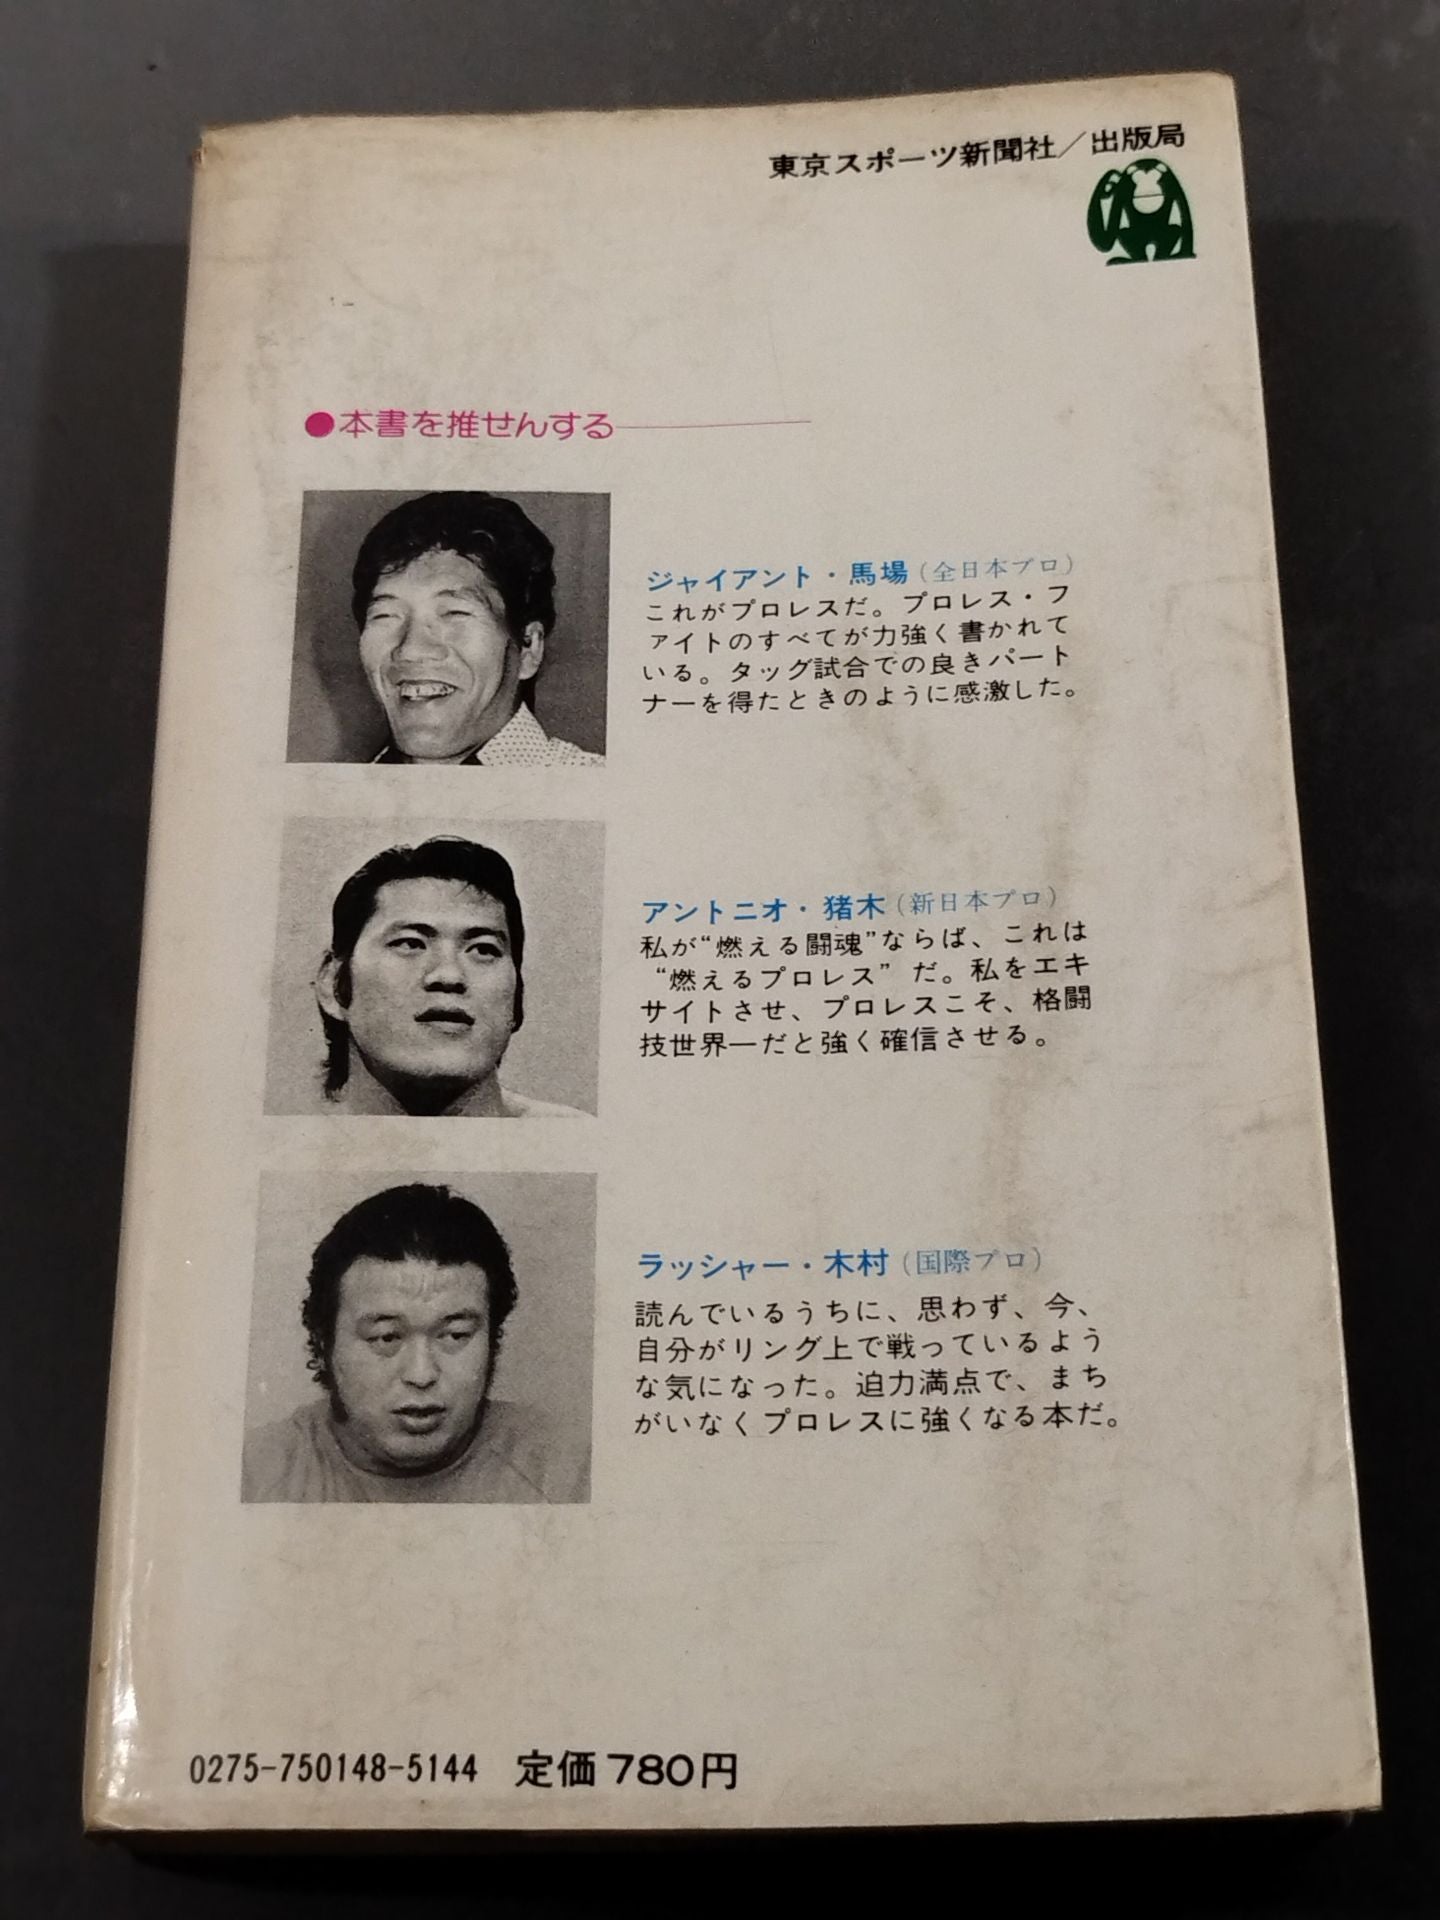 東京スポーツ新聞社／出版局
●本書を推せんする
ジャイアント・馬場(全日本プロ)
これがプロレスだ。プロレス・フ
ァイトのすべてが力強く書かれて
いる。タッグ試合での良きパート
ナーを得たときのように感激した。
アントニオ・猪木(新日本プロ)
私が“燃える闘魂”ならば、これは
“燃えるプロレス”だ。私をエキ
サイトさせ、プロレスこそ、格闘
技世界一だと強く確信させる。
ラッシャー・木村(国際プロ)
読んでいるうちに、思わず、今、
自分がリング上で戦っているよう
な気になった。迫力満点で、まち
がいなくプロレスに強くなる本だ。
0275-750148-5144 定価780円